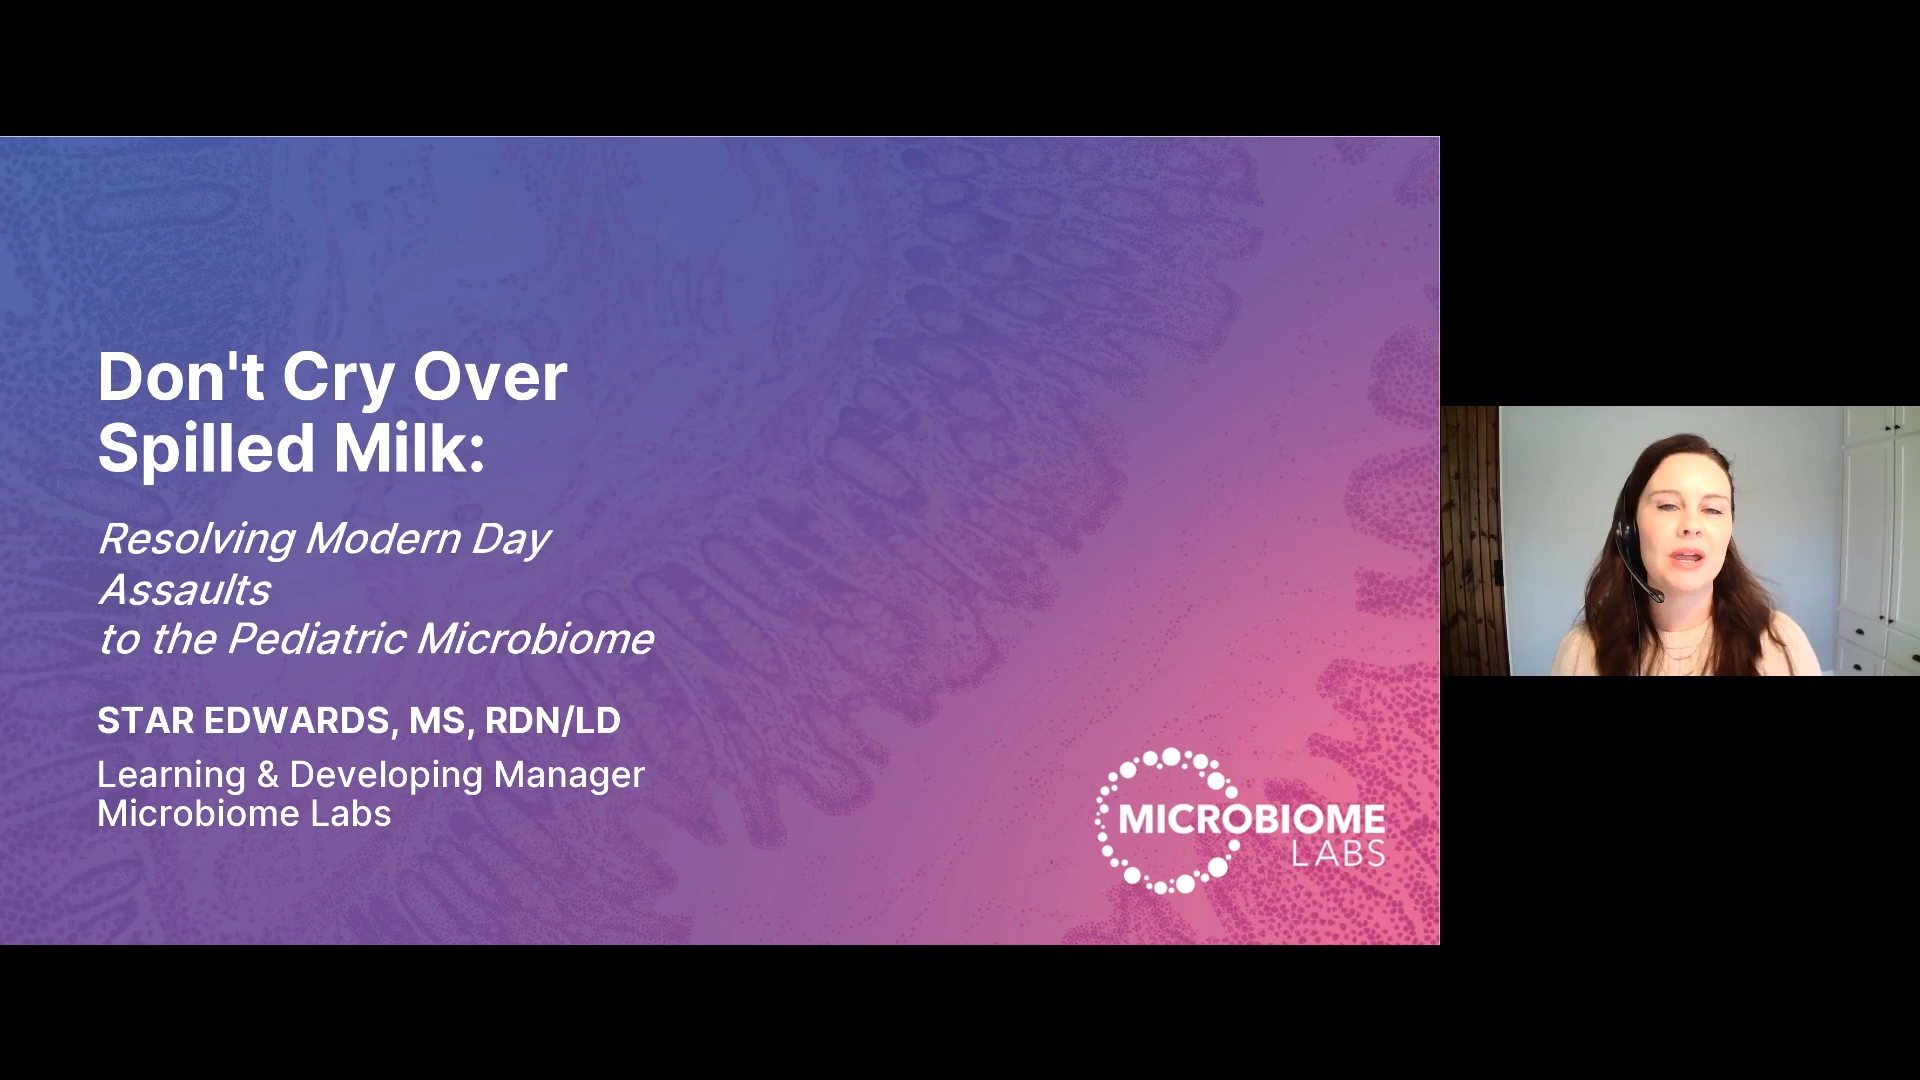 Don't Cry Over
Spilled Milk:
Resolving Modern Day
Assaults
to the Pediatric Microbiome
STAR EDWARDS, MS, RDN/LD
Learning & Developing Manager
Microbiome Labs
MICROBIOME
LABS